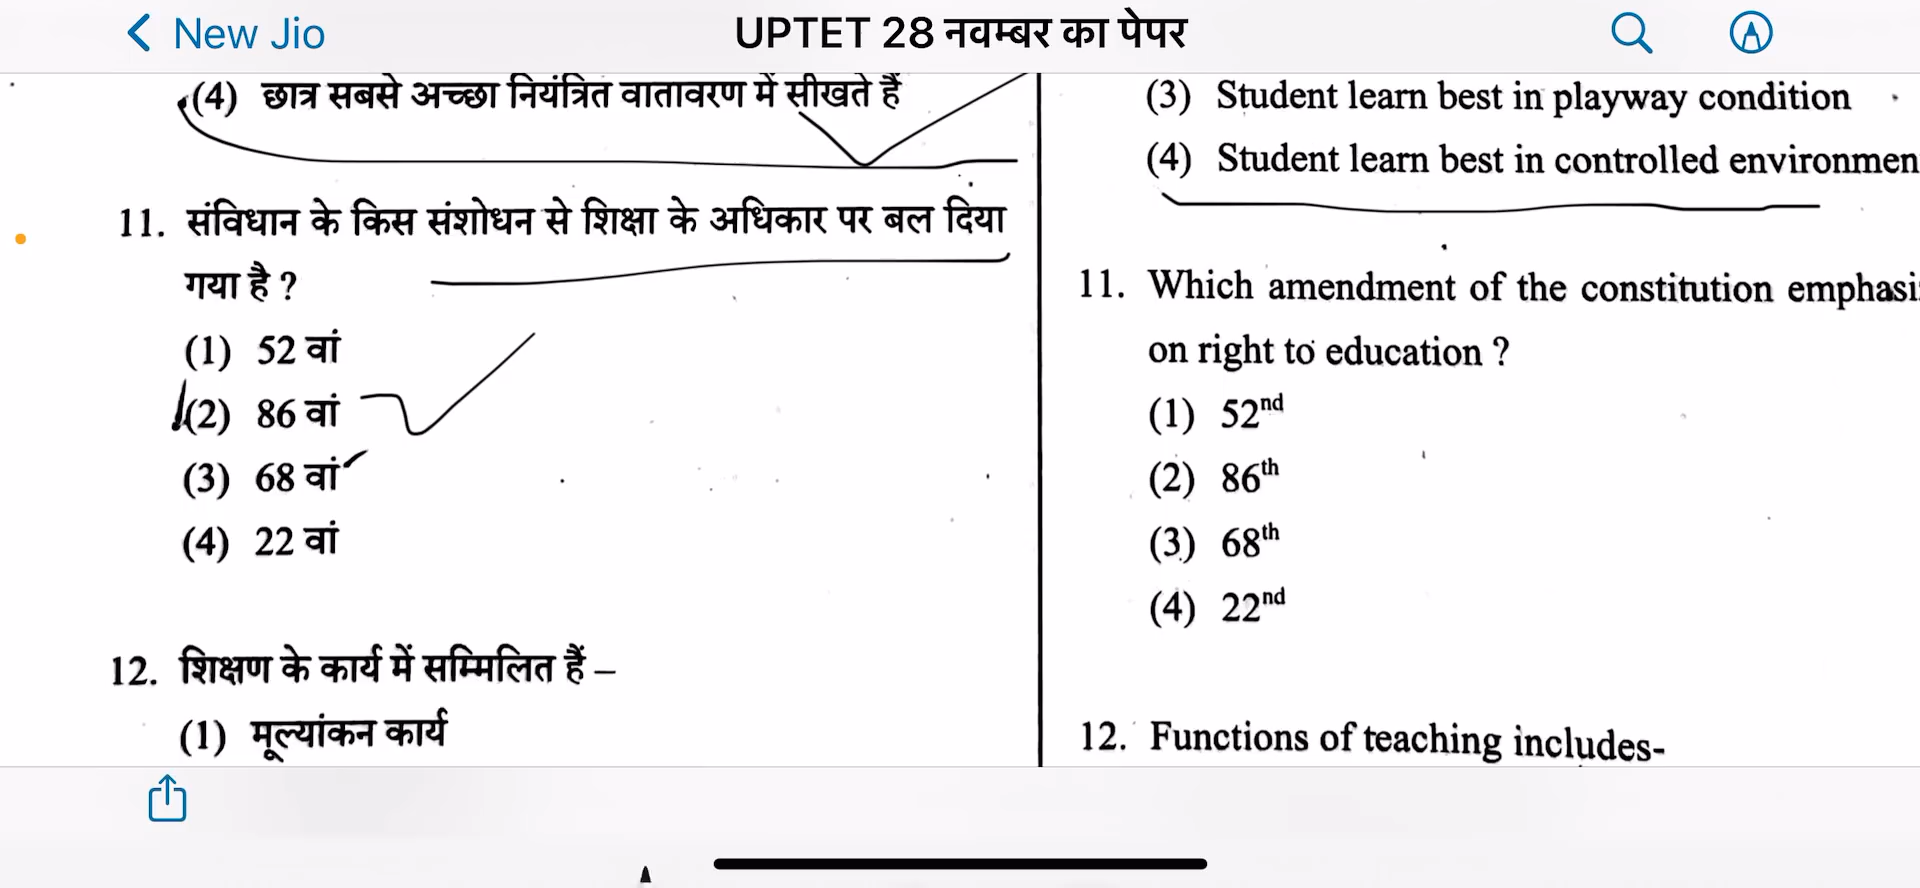 New Jio
UPTET 28 नवम्बर का पेपर
(4) छात्र सबसे अच्छा नियंत्रित वातावरण में सीखते हैं
11. संविधान के किस संशोधन से शिक्षा के अधिकार पर बल दिया
गया है ?
(1) 52 वां
(2) 86 वां
(3) 68 वां
(4) 22 वां
12. शिक्षण के कार्य में सम्मिलित हैं –
(1) मूल्यांकन कार्य
(3) Student learn best in playway condition
(4) Student learn best in controlled environmen
11. Which amendment of the constitution emphasi
on right to education ?
(1) 52nd
(2) 86th
(3) 68th
(4) 22nd
12. Functions of teaching includes-